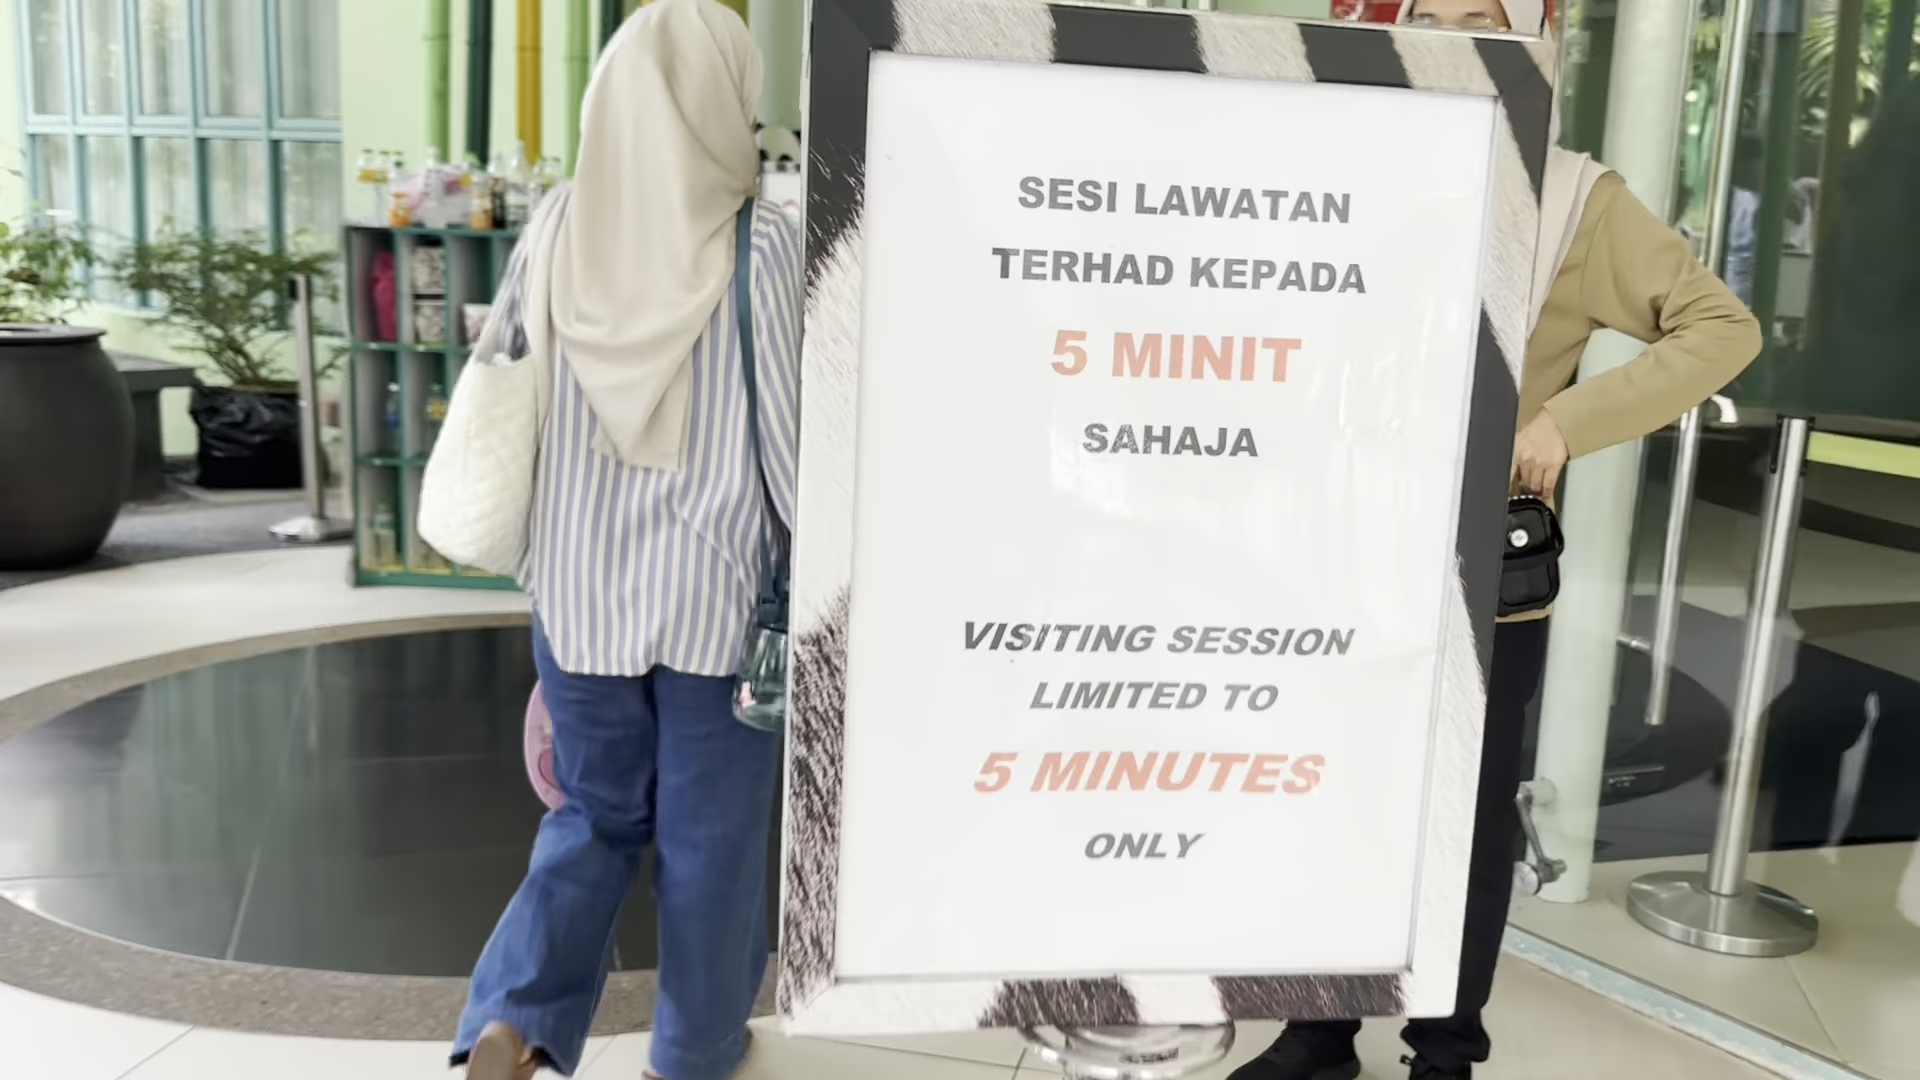 SESI LAWATAN
TERHAD KEPADA
5 MINIT
SAHAJA
VISITING SESSION
LIMITED TO
5 MINUTES
ONLY